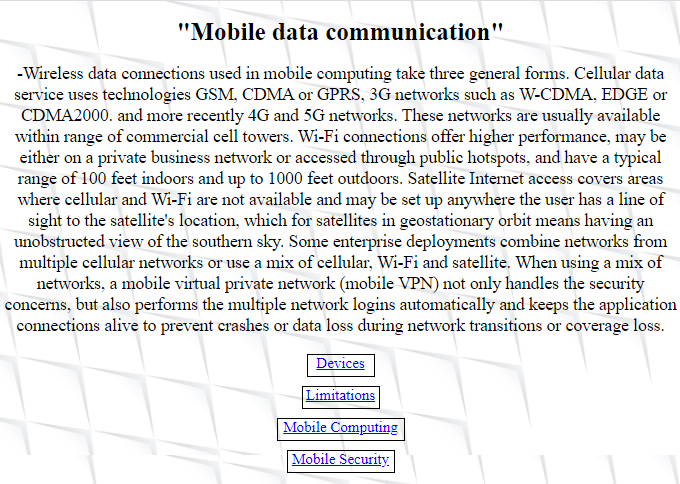 "Mobile data communication"
-Wireless data connections used in mobile computing take three general forms. Cellular data
service uses technologies GSM, CDMA or GPRS, 3G networks such as W-CDMA, EDGE or
CDMA2000. and more recently 4G and 5G networks. These networks are usually available
within range of commercial cell towers. Wi-Fi connections offer higher performance, may be
either on a private business network or accessed through public hotspots, and have a typical
range of 100 feet indoors and up to 1000 feet outdoors. Satellite Internet access covers areas
where cellular and Wi-Fi are not available and may be set up anywhere the user has a line of
sight to the satellite's location, which for satellites in geostationary orbit means having an
unobstructed view of the southern sky. Some enterprise deployments combine networks from
multiple cellular networks or use a mix of cellular, Wi-Fi and satellite. When using a mix of
networks, a mobile virtual private network (mobile VPN) not only handles the security
concerns, but also performs the multiple network logins automatically and keeps the application
connections alive to prevent crashes or data loss during network transitions or coverage loss.
Devices
Limitations
Mobile Computing
Mobile Security